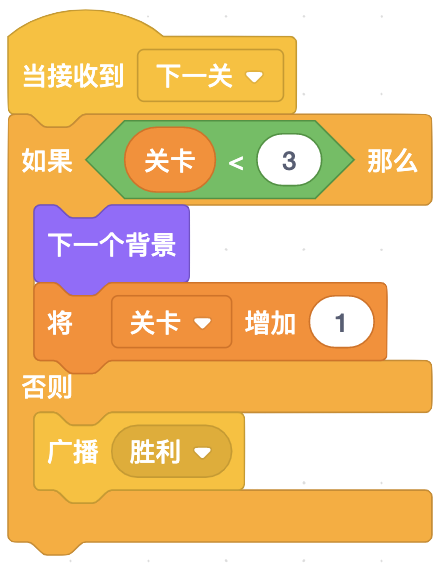 当接收到 下一关
如果 关卡 < 3 那么
下一个背景
将 关卡 增加 1
否则
广播 胜利